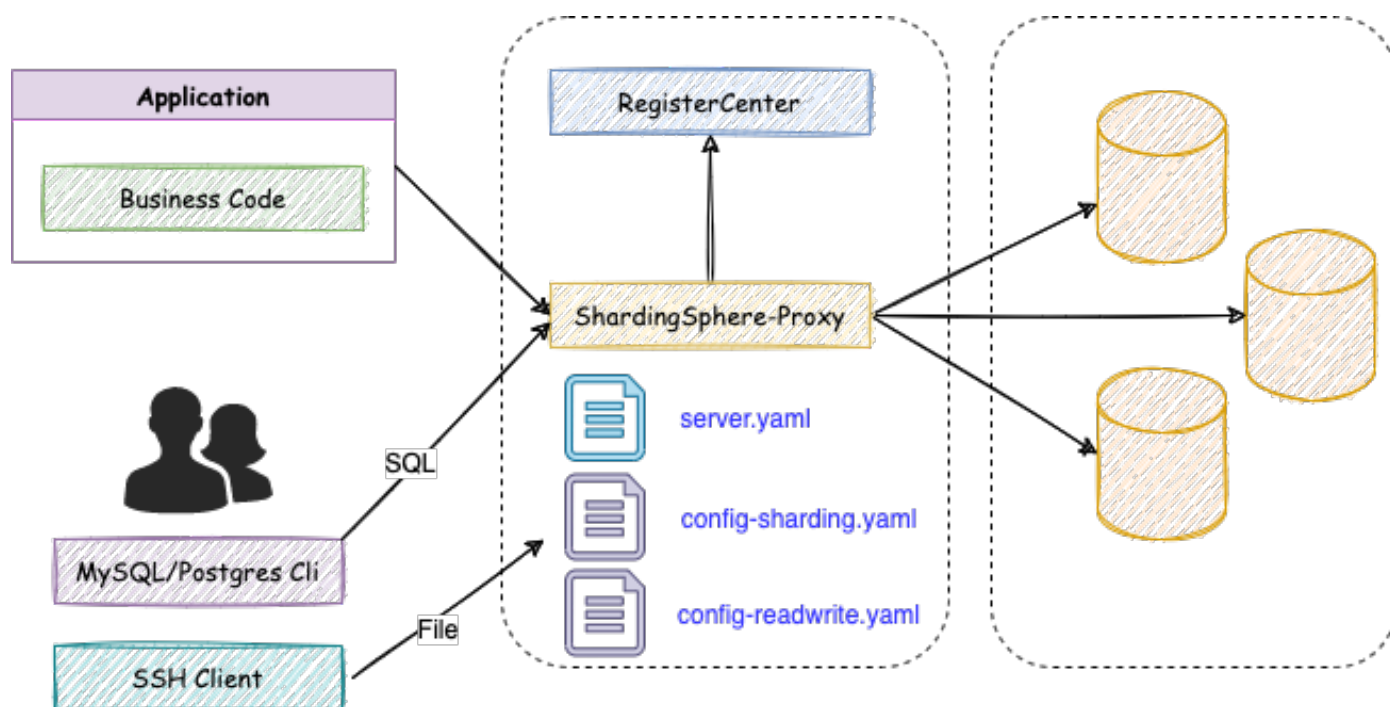 Application
Business Code
RegisterCenter
ShardingSphere-Proxy
server.yaml
config-sharding.yaml
config-readwrite.yaml
SQL
MySQL/Postgres Cli
File
SSH Client